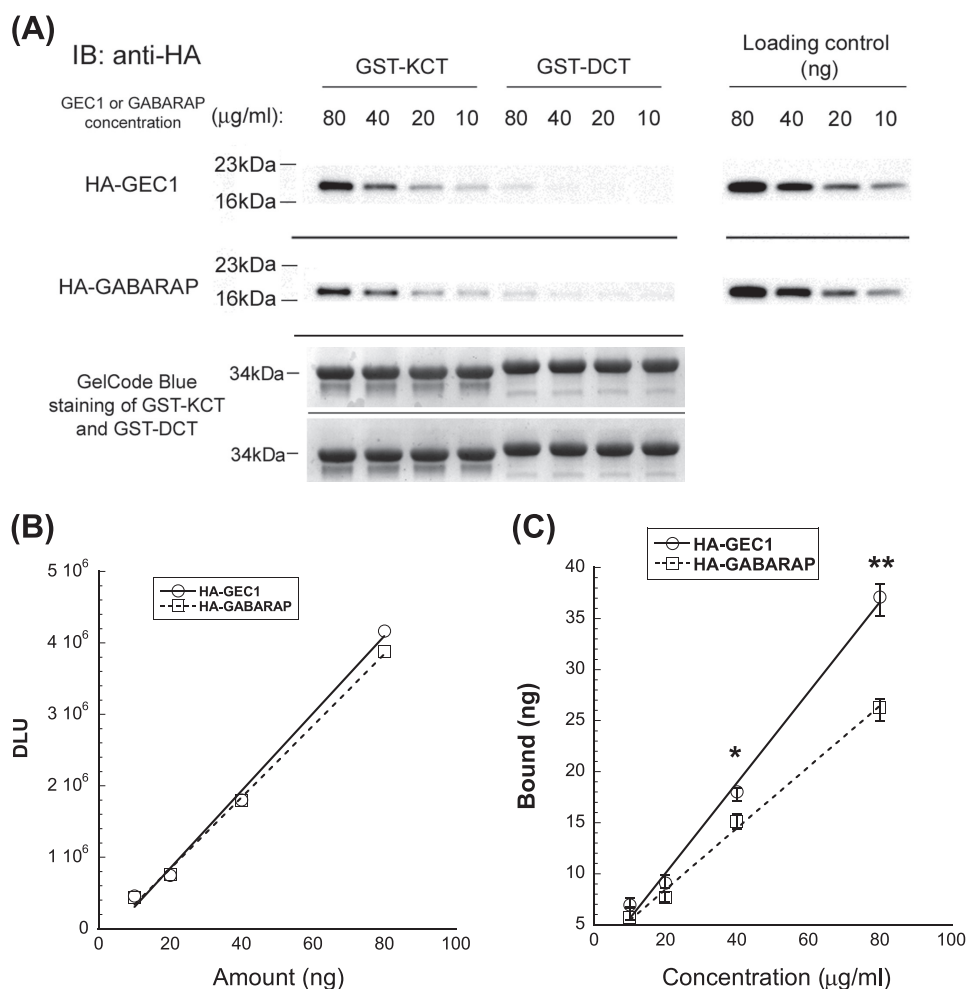 (A)
IB: anti-HA
GST-KCT GST-DCT
Loading control
(ng)
GEC1 or GABARAP
concentration
(μg/ml): 80 40 20 10 80 40 20 10 80 40 20 10
23kDa
HA-GEC1
16kDa
23kDa
HA-GABARAP
16kDa
GelCode Blue
staining of GST-KCT
and GST-DCT
34kDa
34kDa
(B)
HA-GEC1
HA-GABARAP
5 10⁶
4 10⁶
3 10⁶
2 10⁶
1 10⁶
0
DLU
0 20 40 60 80 100
Amount (ng)
(C)
HA-GEC1
HA-GABARAP
**
*
40
35
30
25
20
15
10
5
Bound (ng)
0 20 40 60 80 100
Concentration (μg/ml)